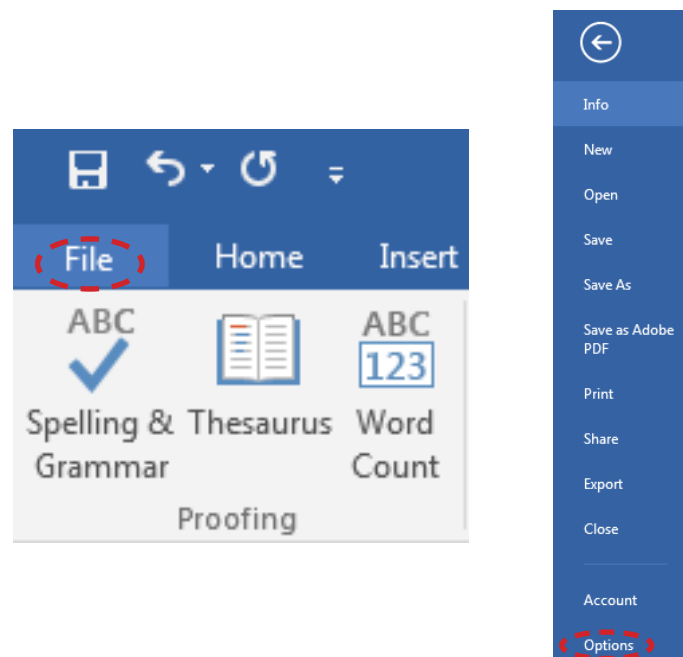 File Home Insert
ABC
ABC
123
Spelling & Thesaurus Word
Grammar Count
Proofing
Info
New
Open
Save
Save As
Save as Adobe
PDF
Print
Share
Export
Close
Account
Options